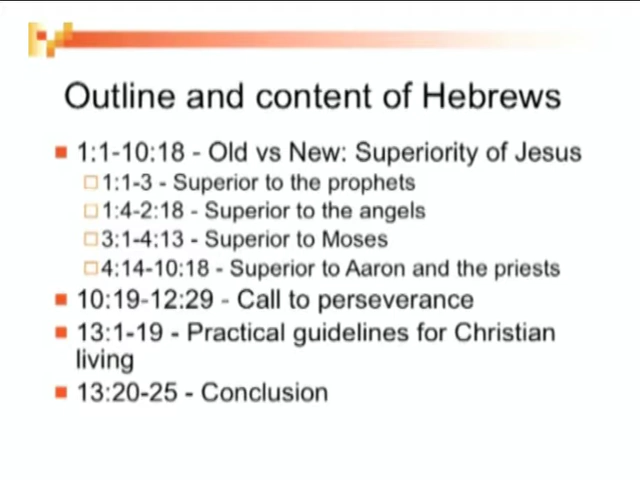 Outline and content of Hebrews
1:1-10:18 - Old vs New: Superiority of Jesus
1:1-3 - Superior to the prophets
1:4-2:18 - Superior to the angels
3:1-4:13 - Superior to Moses
4:14-10:18 - Superior to Aaron and the priests
10:19-12:29 - Call to perseverance
13:1-19 - Practical guidelines for Christian
living
13:20-25 - Conclusion